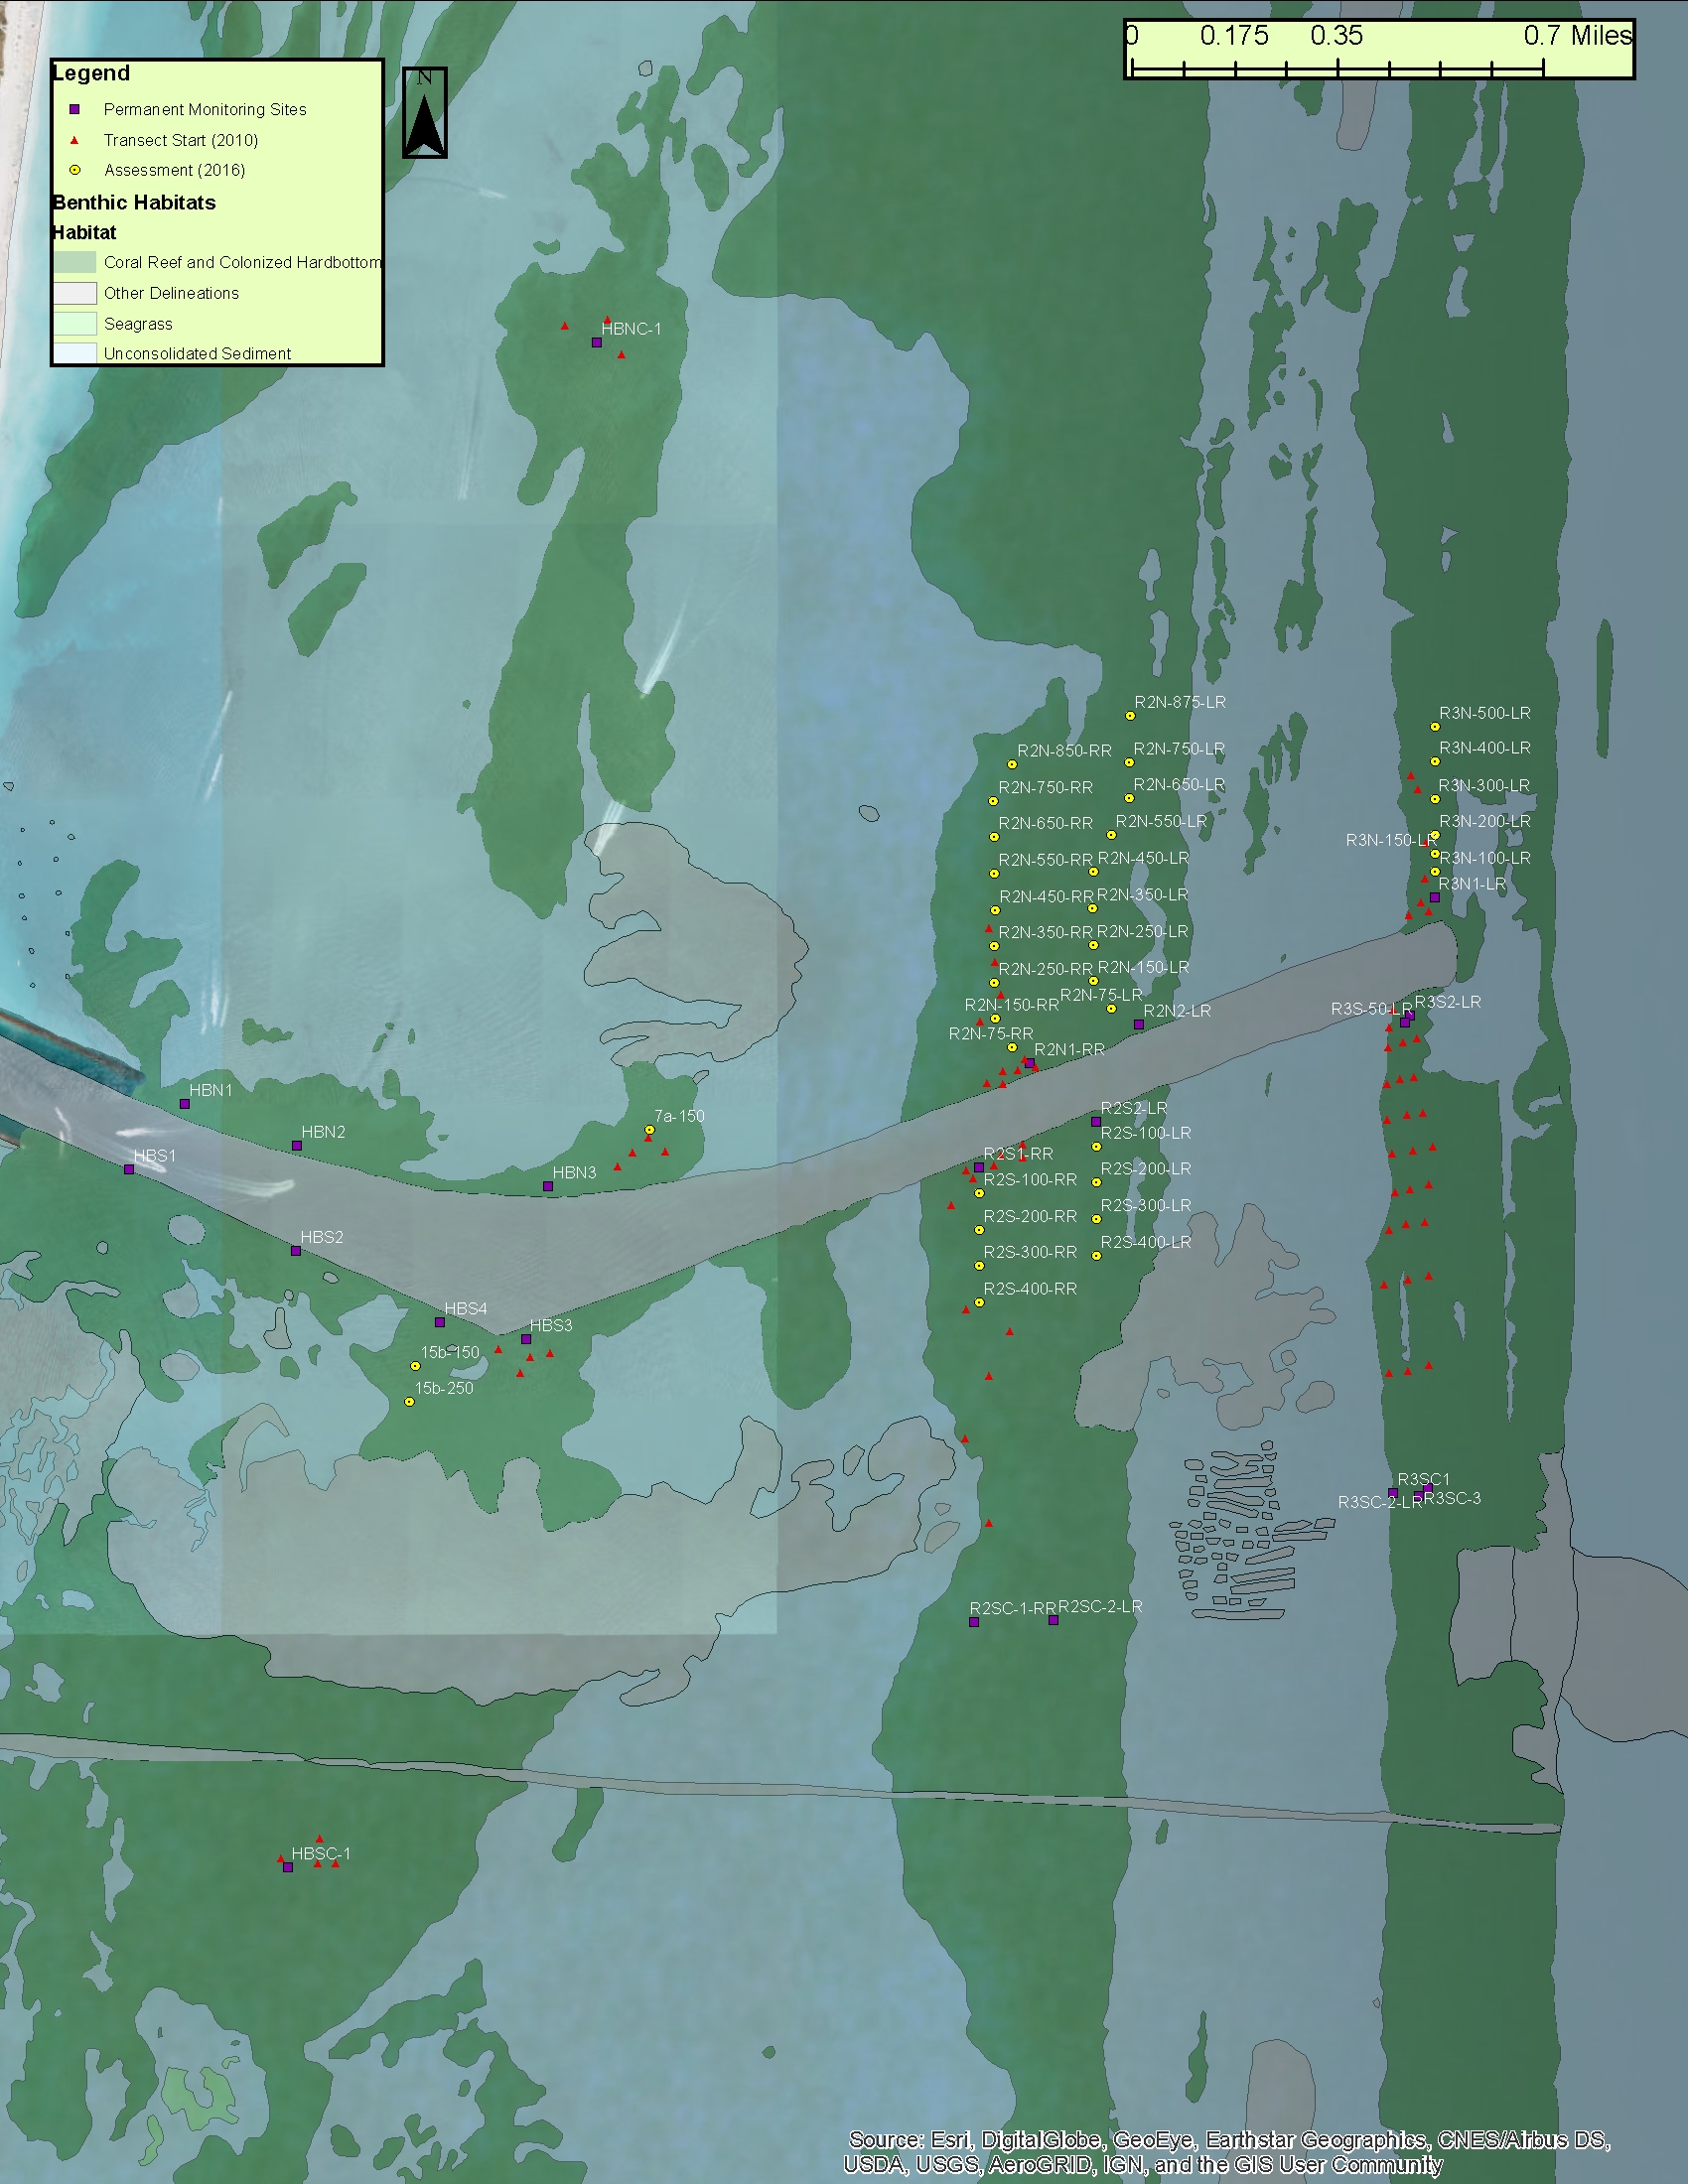 0 0.175 0.35 0.7 Miles
Legend
N
Permanent Monitoring Sites
Transect Start (2010)
Assessment (2016)
Benthic Habitats
Habitat
Coral Reef and Colonized Hardbottom
Other Delineations
Seagrass
Unconsolidated Sediment
HBNC-1
R2N-875-LR
R3N-500-LR
R2N-850-RR
R2N-750-LR
R3N-400-LR
R2N-750-RR
R2N-650-LR
R3N-300-LR
R2N-650-RR
R2N-550-LR
R3N-200-LR
R3N-150-LR
R2N-550-RR
R2N-450-LR
R3N-100-LR
R3N1-LR
R2N-450-RR
R2N-350-LR
R2N-350-RR
R2N-250-LR
R2N-250-RR
R2N-150-LR
R2N-150-RR
R2N-75-LR
R2N2-LR
R3S-50-LR
R3S2-LR
R2N-75-RR
R2N1-RR
HBN1
7a-150
R2S2-LR
HBN2
R2S-100-LR
HBS1
R2S1-RR
HBN3
R2S-100-RR
R2S-200-LR
R2S-200-RR
R2S-300-LR
HBS2
R2S-300-RR
R2S-400-LR
R2S-400-RR
HBS4
HBS3
15b-150
15b-250
R3SC1
R3SC-2-LR
R3SC-3
R2SC-1-RR
R2SC-2-LR
HBSC-1
Source: Esri, DigitalGlobe, GeoEye, Earthstar Geographics, CNES/Airbus DS,
USDA, USGS, AeroGRID, IGN, and the GIS User Community